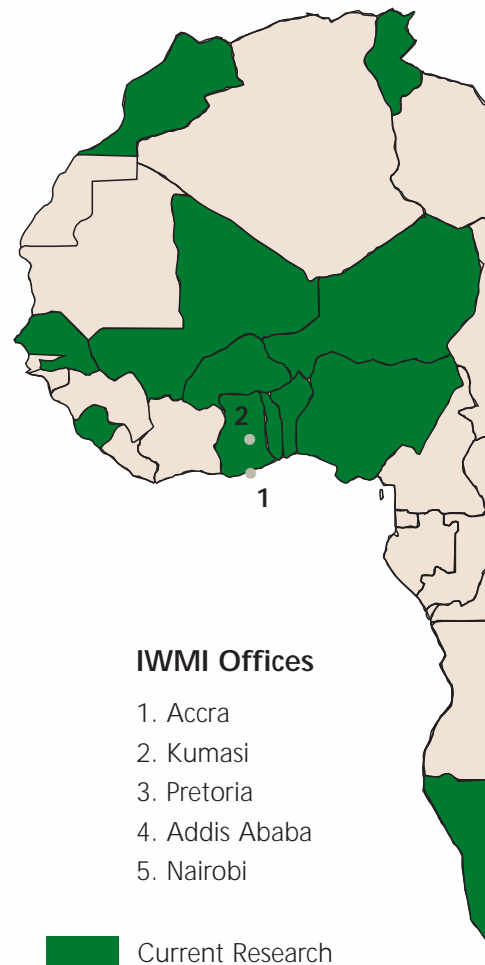 2
1
IWMI Offices
1. Accra
2. Kumasi
3. Pretoria
4. Addis Ababa
5. Nairobi
Current Research